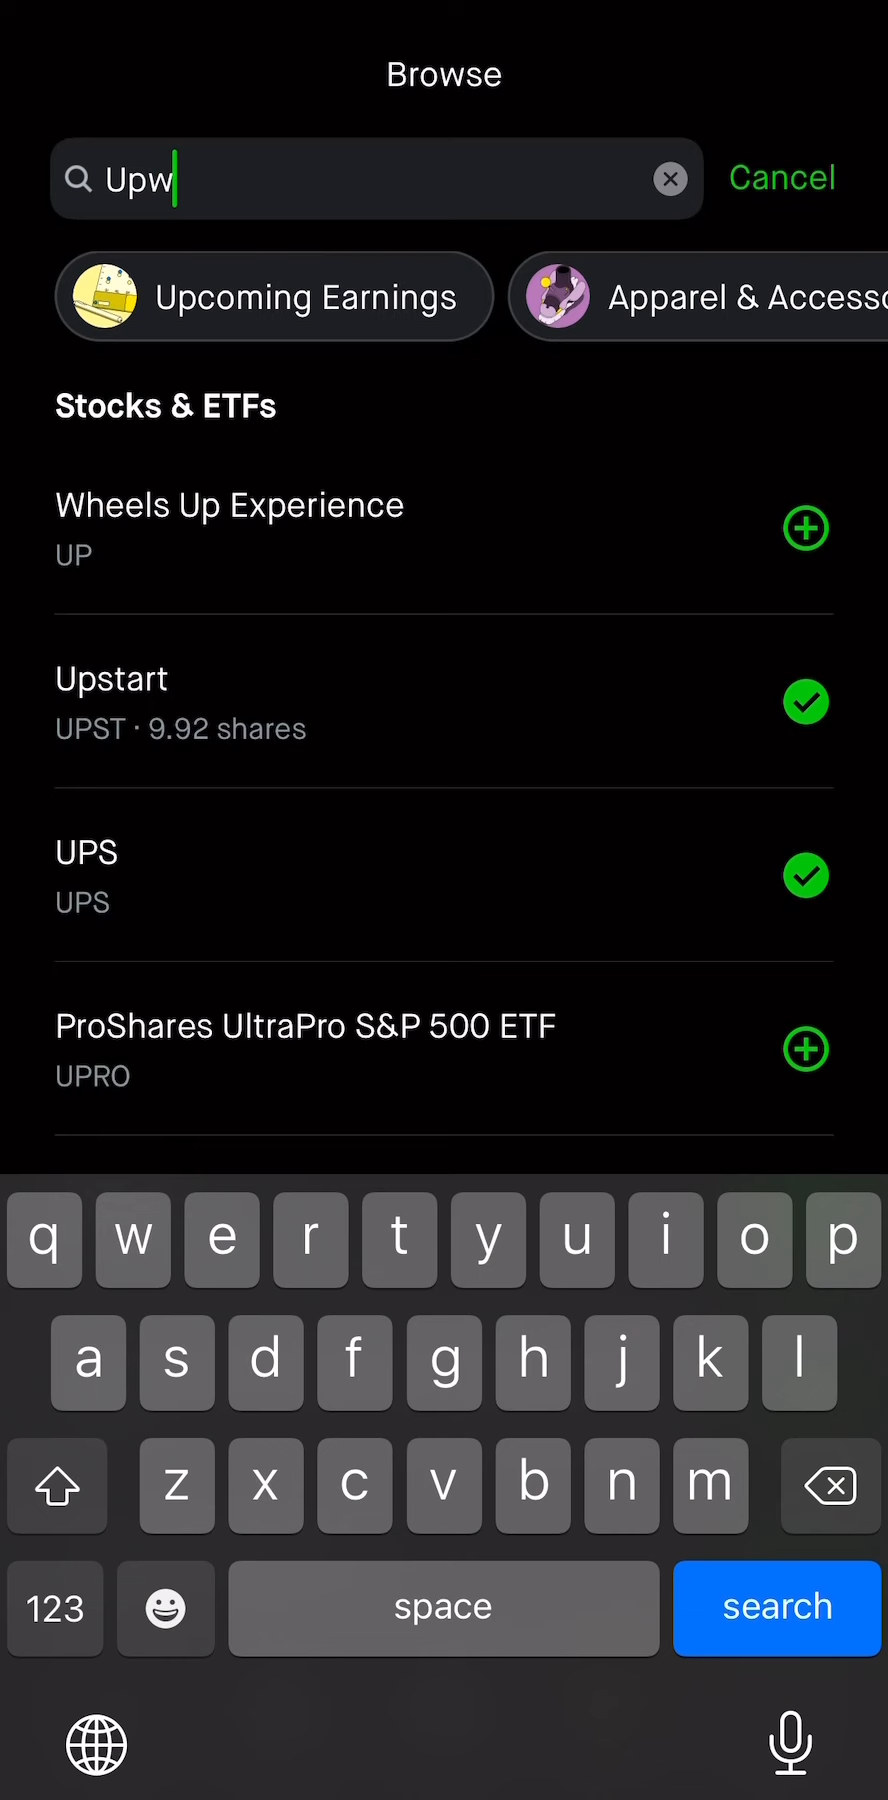 Browse
Upw
Cancel
Upcoming Earnings
Apparel & Accesso
Stocks & ETFs
Wheels Up Experience
UP
Upstart
UPST · 9.92 shares
UPS
UPS
ProShares UltraPro S&P 500 ETF
UPRO
q w e r t y u i o p
a s d f g h j k l
z x c v b n m
123 space search